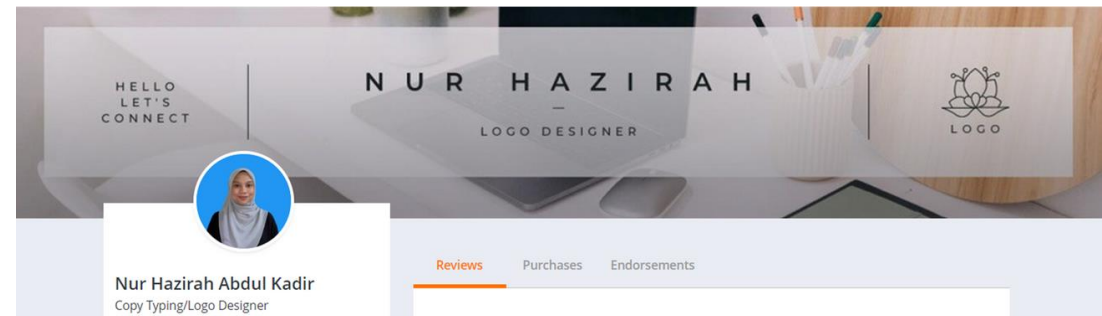 HELLO
LET'S
CONNECT
NUR HAZIRAH
LOGO DESIGNER
LOGO
Nur Hazirah Abdul Kadir
Copy Typing/Logo Designer
Reviews Purchases Endorsements